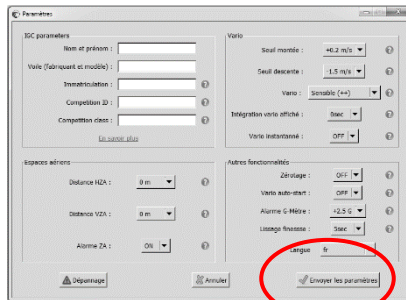 Paramètres
IGC parameters
Nom et prénom :
Voile (fabriquant et modèle) :
Immatriculation :
Competition ID :
Competition class :
En savoir plus
Vario
Seuil montée : +0.2 m/s
Seuil descente : -1.5 m/s
Vario : Sensible (++)
Intégration vario affiché : 0sec
Vario instantanné : OFF
Espaces aériens
Distance HZA : 0 m
Distance VZA : 0 m
Alarme ZA : ON
Autres fonctionnalités
Zérotage : OFF
Vario auto-start : OFF
Alarme G-Mètre : +2.5 G
Lissage finesse : 3sec
Langue fr
Dépannage
Annuler
Envoyer les paramètres